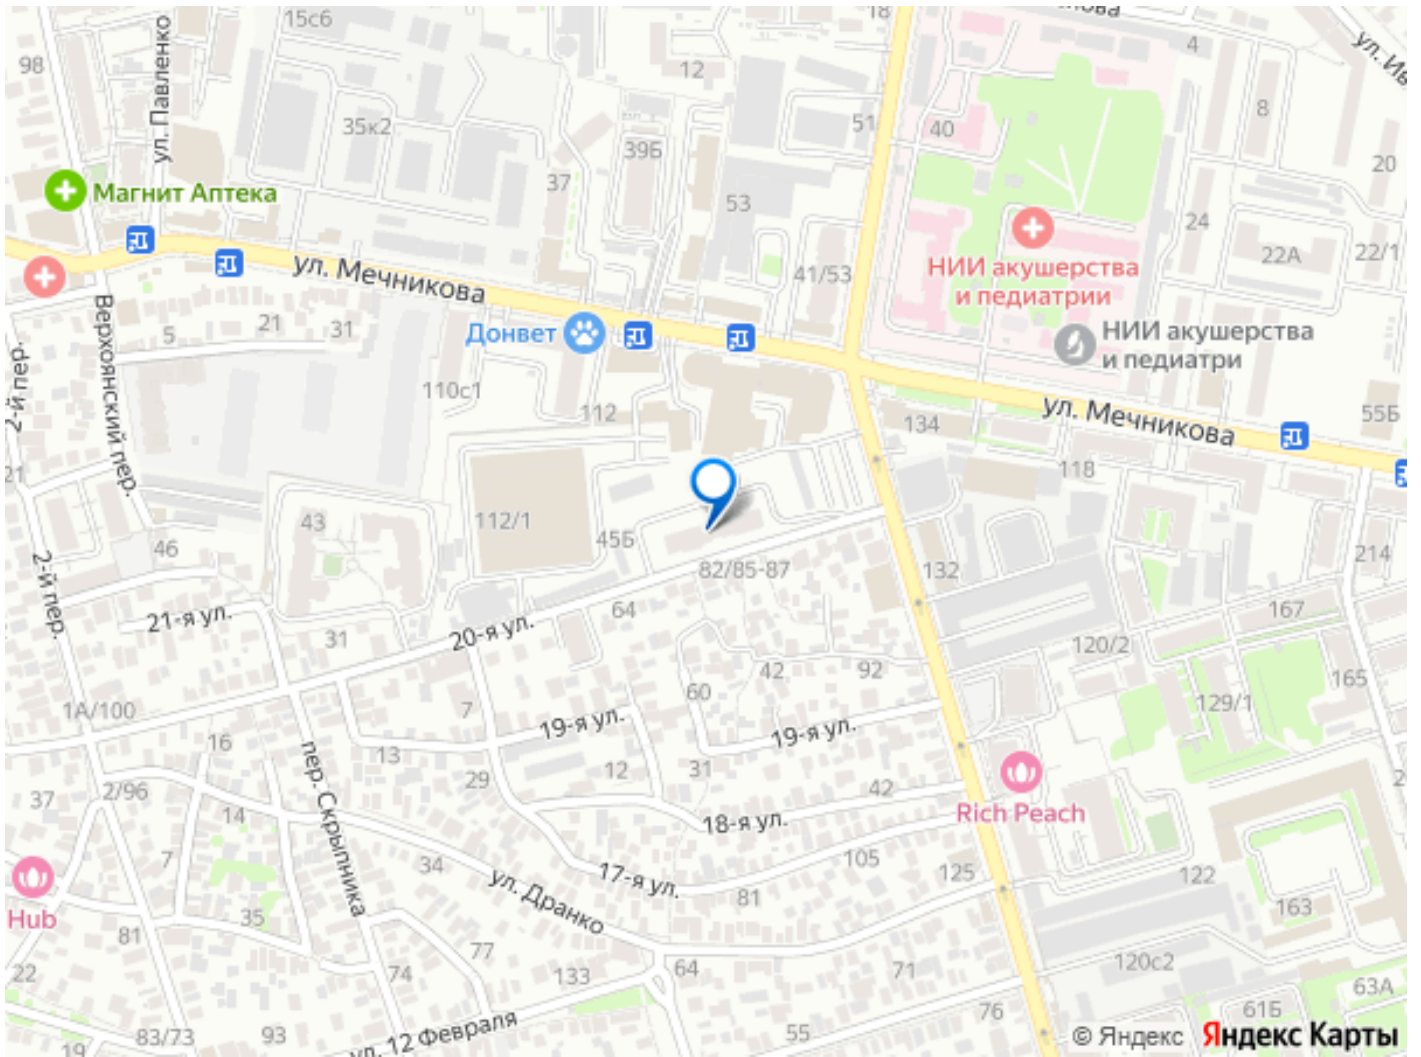 15с6
18
нова
4
98
ул. Павленко
12
ул. Ив
8
35к2
51
40
39Б
20
37
Магнит Аптека
53
24
22А
22/1
ул. Мечникова
41/53
НИИ акушерства
и педиатрии
Верхоянский пер.
5
21
31
Донвет
НИИ акушерства
и педиатри
2-й пер.
110с1
112
134
ул. Мечникова
55Б
21
118
43
112/1
45Б
46
82/85-87
132
214
2-й пер.
21-я ул.
31
20-я ул.
64
167
120/2
42
92
60
165
129/1
1А/100
7
19-я ул.
19-я ул.
16
13
пер. Скрыпника
29
12
31
42
2
37
2/96
14
18-я ул.
Rich Peach
7
34
105
125
122
17-я ул.
81
ул. Дранко
Hub
35
163
81
77
22
74
133
64
71
120с2
76
63А
61Б
83/73
93
ул. 12 Февраля
55
19
© Яндекс Яндекс Карты